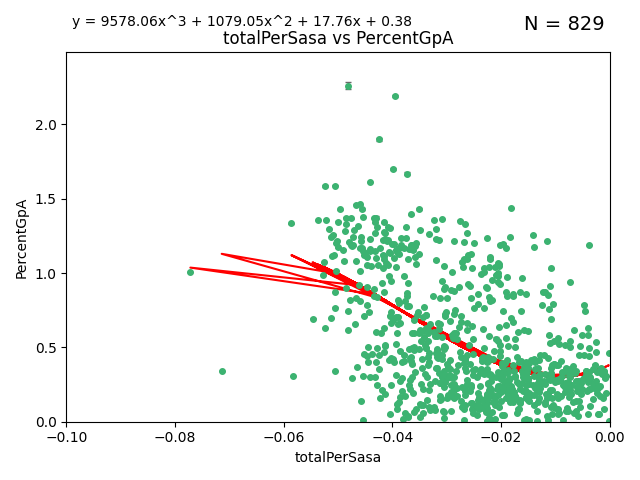 y = 9578.06x^3 + 1079.05x^2 + 17.76x + 0.38
N = 829
totalPerSasa vs PercentGpA
PercentGpA
2.0
1.5
1.0
0.5
0.0
−0.10
−0.08
−0.06
−0.04
−0.02
0.00
totalPerSasa